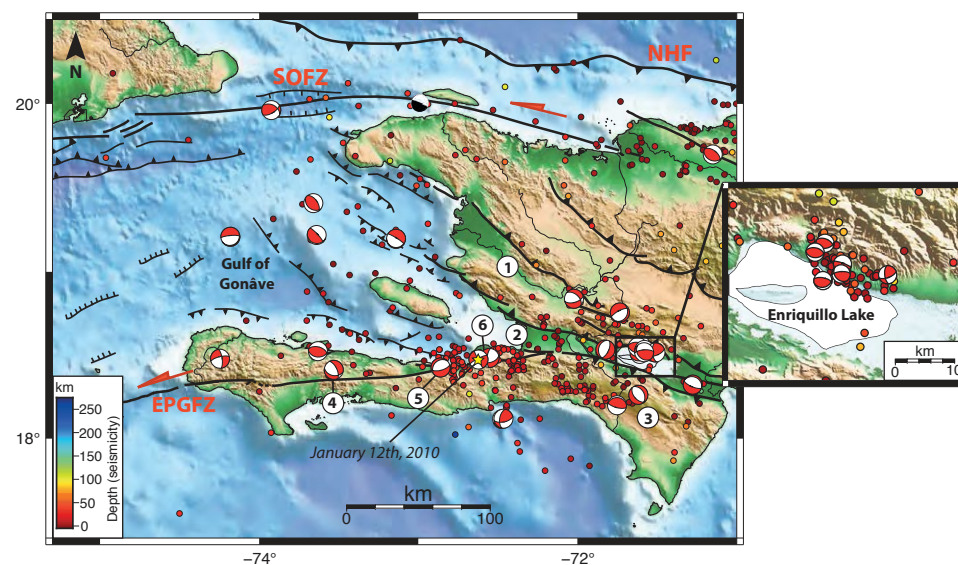 N
SOFZ
NHF
20°
Gulf of
Gonâve
1
6
2
Enriquillo Lake
km
0
10
EPGFZ
4
5
3
January 12th, 2010
18°
km
250
200
150
100
50
0
Depth (seismicity)
km
0
100
−74°
−72°